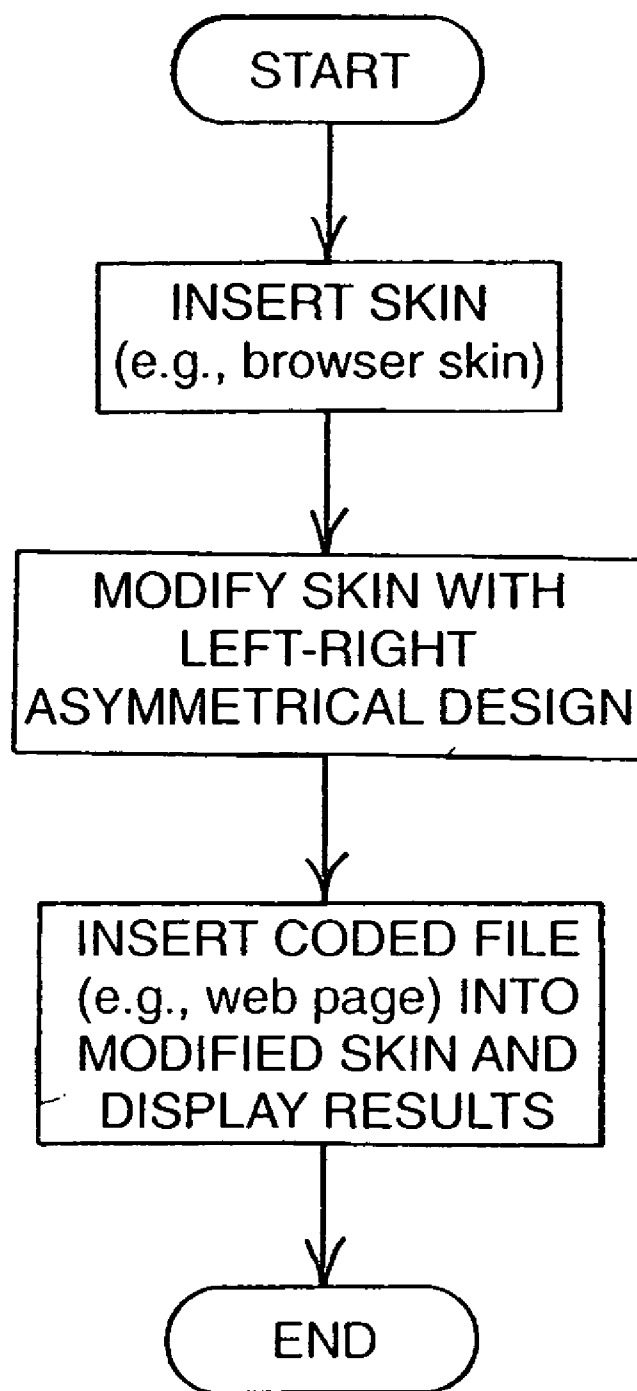 START
INSERT SKIN
(e.g., browser skin)
MODIFY SKIN WITH
LEFT-RIGHT
ASYMMETRICAL DESIGN
INSERT CODED FILE
(e.g., web page) INTO
MODIFIED SKIN AND
DISPLAY RESULTS
END